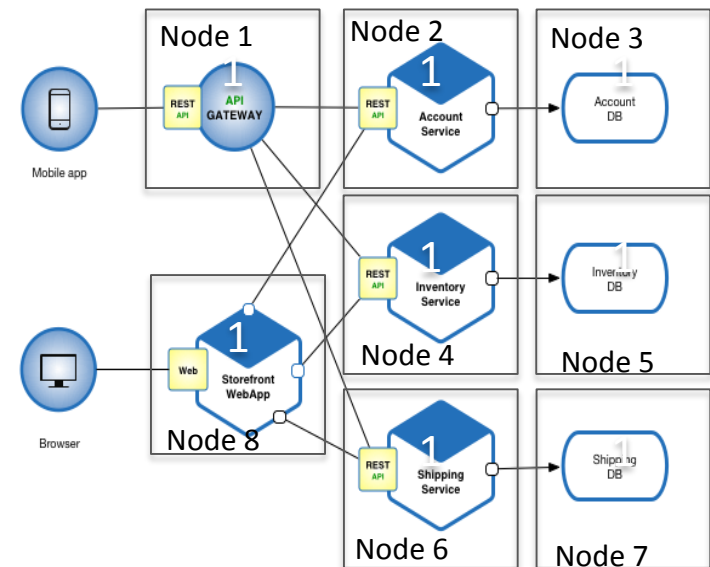 Node 1
1
REST
API
API
GATEWAY
Mobile app
Node 2
1
REST
API
Account
Service
Node 3
1
Account
DB
1
REST
API
Inventory
Service
Node 4
1
Inventory
DB
Node 5
1
Web
Storefront
WebApp
Node 8
Browser
1
REST
API
Shipping
Service
Node 6
1
Shipping
DB
Node 7